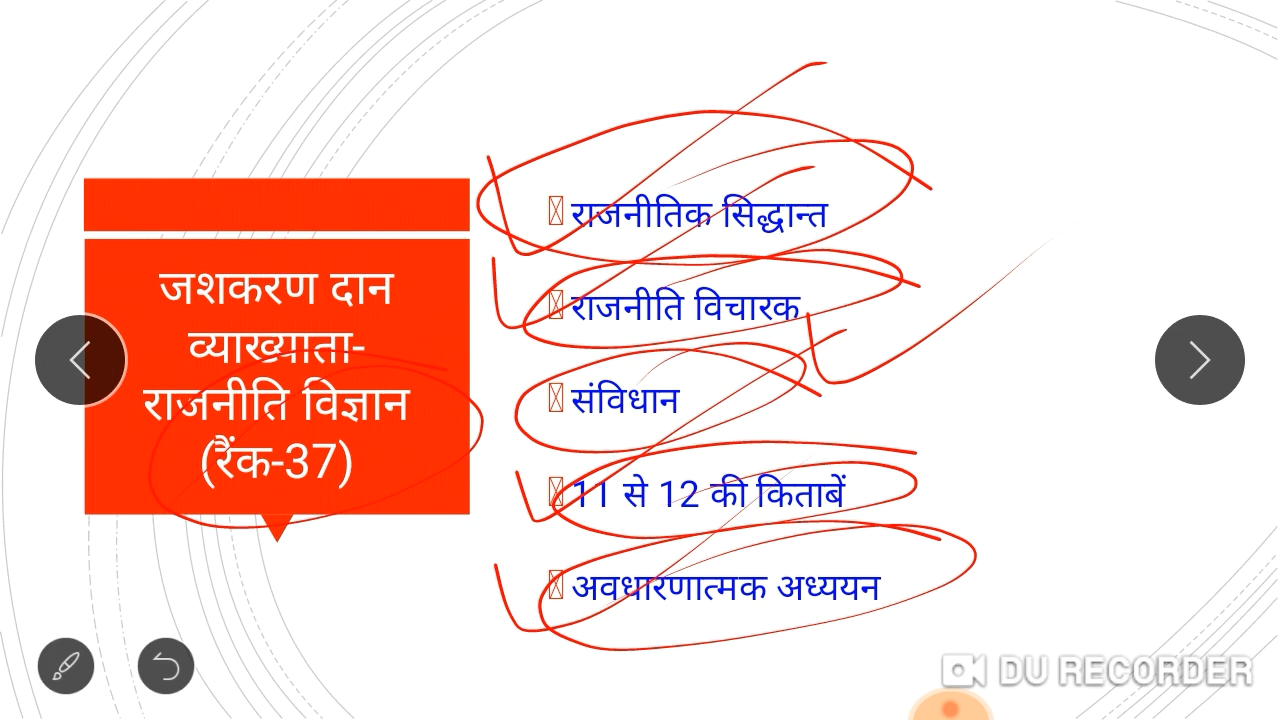 जशकरण दान
व्याख्याता-
राजनीति विज्ञान
(रैंक-37)
राजनीतिक सिद्धान्त
राजनीति विचारक
संविधान
11 से 12 की किताबें
अवधारणात्मक अध्ययन
DU RECORDER